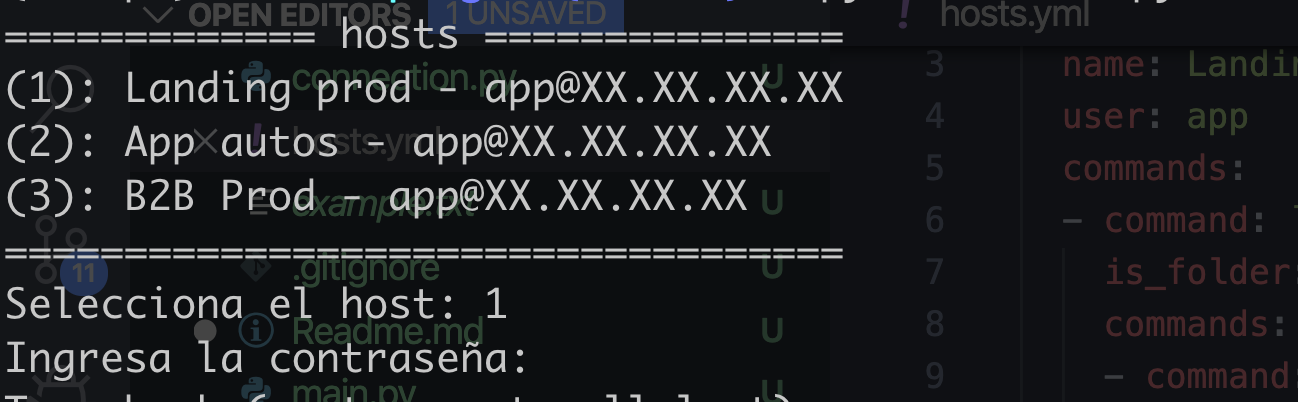 ============= hosts ===============
(1): Landing prod - app@XX.XX.XX.XX
(2): App autos - app@XX.XX.XX.XX
(3): B2B Prod - app@XX.XX.XX.XX
===================================
Selecciona el host: 1
Ingresa la contraseña:
OPEN EDITORS
1 UNSAVED
connection.py U
hosts.yml
example.txt U
.gitignore U
Readme.md U
main.py U
11
hosts.yml
3 name:
4 user: app
5 commands:
6 - command:
7 is_folder:
8 commands:
9 - command: